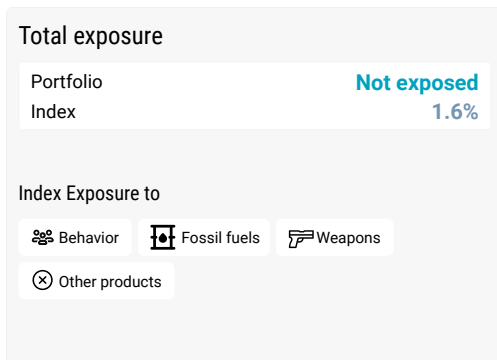 Total exposure
Portfolio Not exposed
Index 1.6%
Index Exposure to
Behavior Fossil fuels Weapons
Other products